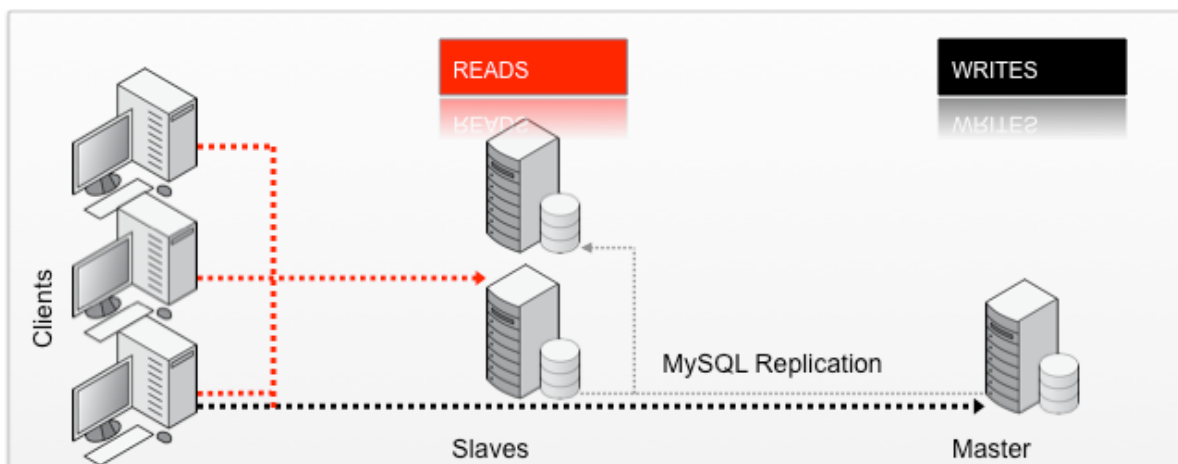 READS
WRITES
Clients
MySQL Replication
Slaves
Master